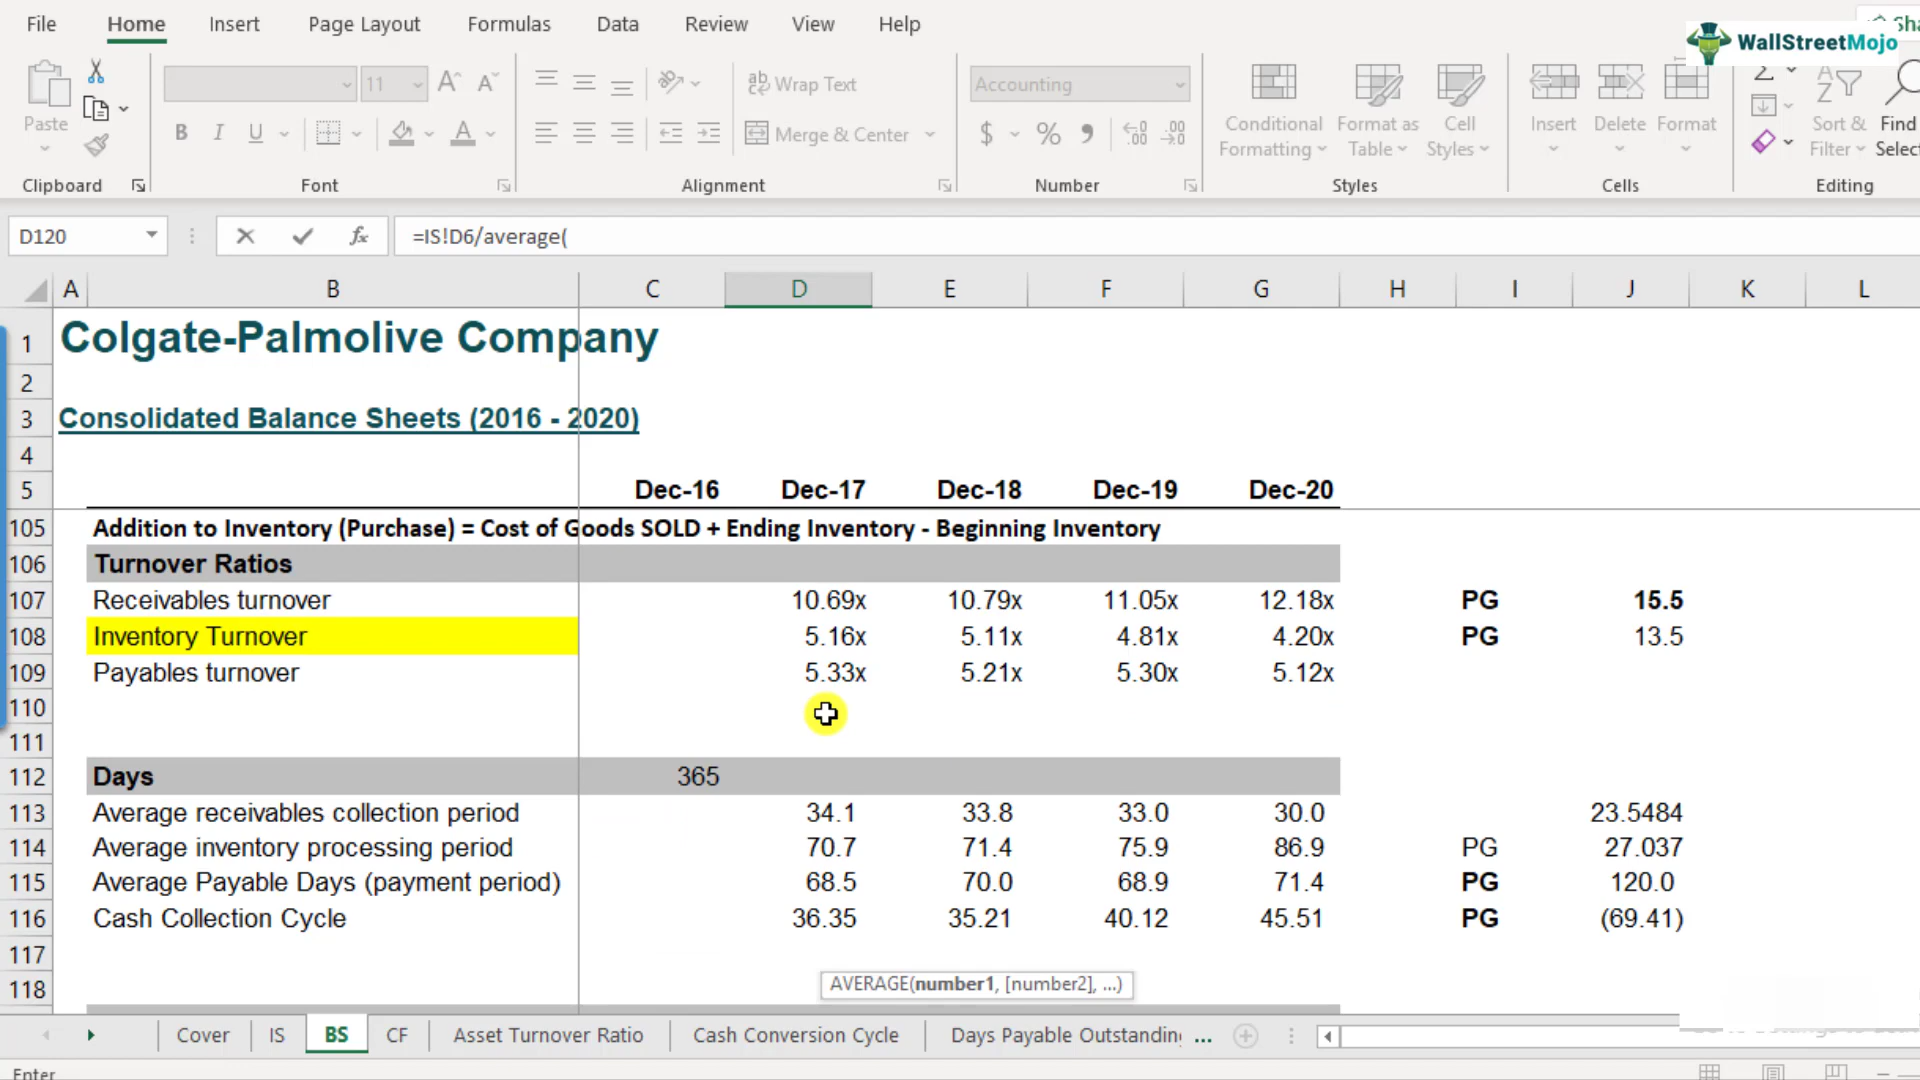 File Home Insert Page Layout Formulas Data Review View Help
WallStreetMojo
Paste 11 Wrap Text Accounting Merge & Center
B I U A $ % Conditional Formatting Format as Table Cell Styles Insert Delete Format Sort & Filter Find
Clipboard Font Alignment Number Styles Cells Editing
D120 fx =IS!D6/average(
A B C D E F G H I J K L
1 Colgate-Palmolive Company
2
3 Consolidated Balance Sheets (2016 - 2020)
4
5 Dec-16 Dec-17 Dec-18 Dec-19 Dec-20
105 Addition to Inventory (Purchase) = Cost of Goods SOLD + Ending Inventory - Beginning Inventory
106 Turnover Ratios
107 Receivables turnover 10.69x 10.79x 11.05x 12.18x PG 15.5
108 Inventory Turnover 5.16x 5.11x 4.81x 4.20x PG 13.5
109 Payables turnover 5.33x 5.21x 5.30x 5.12x
110
111
112 Days 365
113 Average receivables collection period 34.1 33.8 33.0 30.0 23.5484
114 Average inventory processing period 70.7 71.4 75.9 86.9 PG 27.037
115 Average Payable Days (payment period) 68.5 70.0 68.9 71.4 PG 120.0
116 Cash Collection Cycle 36.35 35.21 40.12 45.51 PG (69.41)
117
118 AVERAGE(number1, [number2], ...)
Cover IS BS CF Asset Turnover Ratio Cash Conversion Cycle Days Payable Outstanding ...
Enter